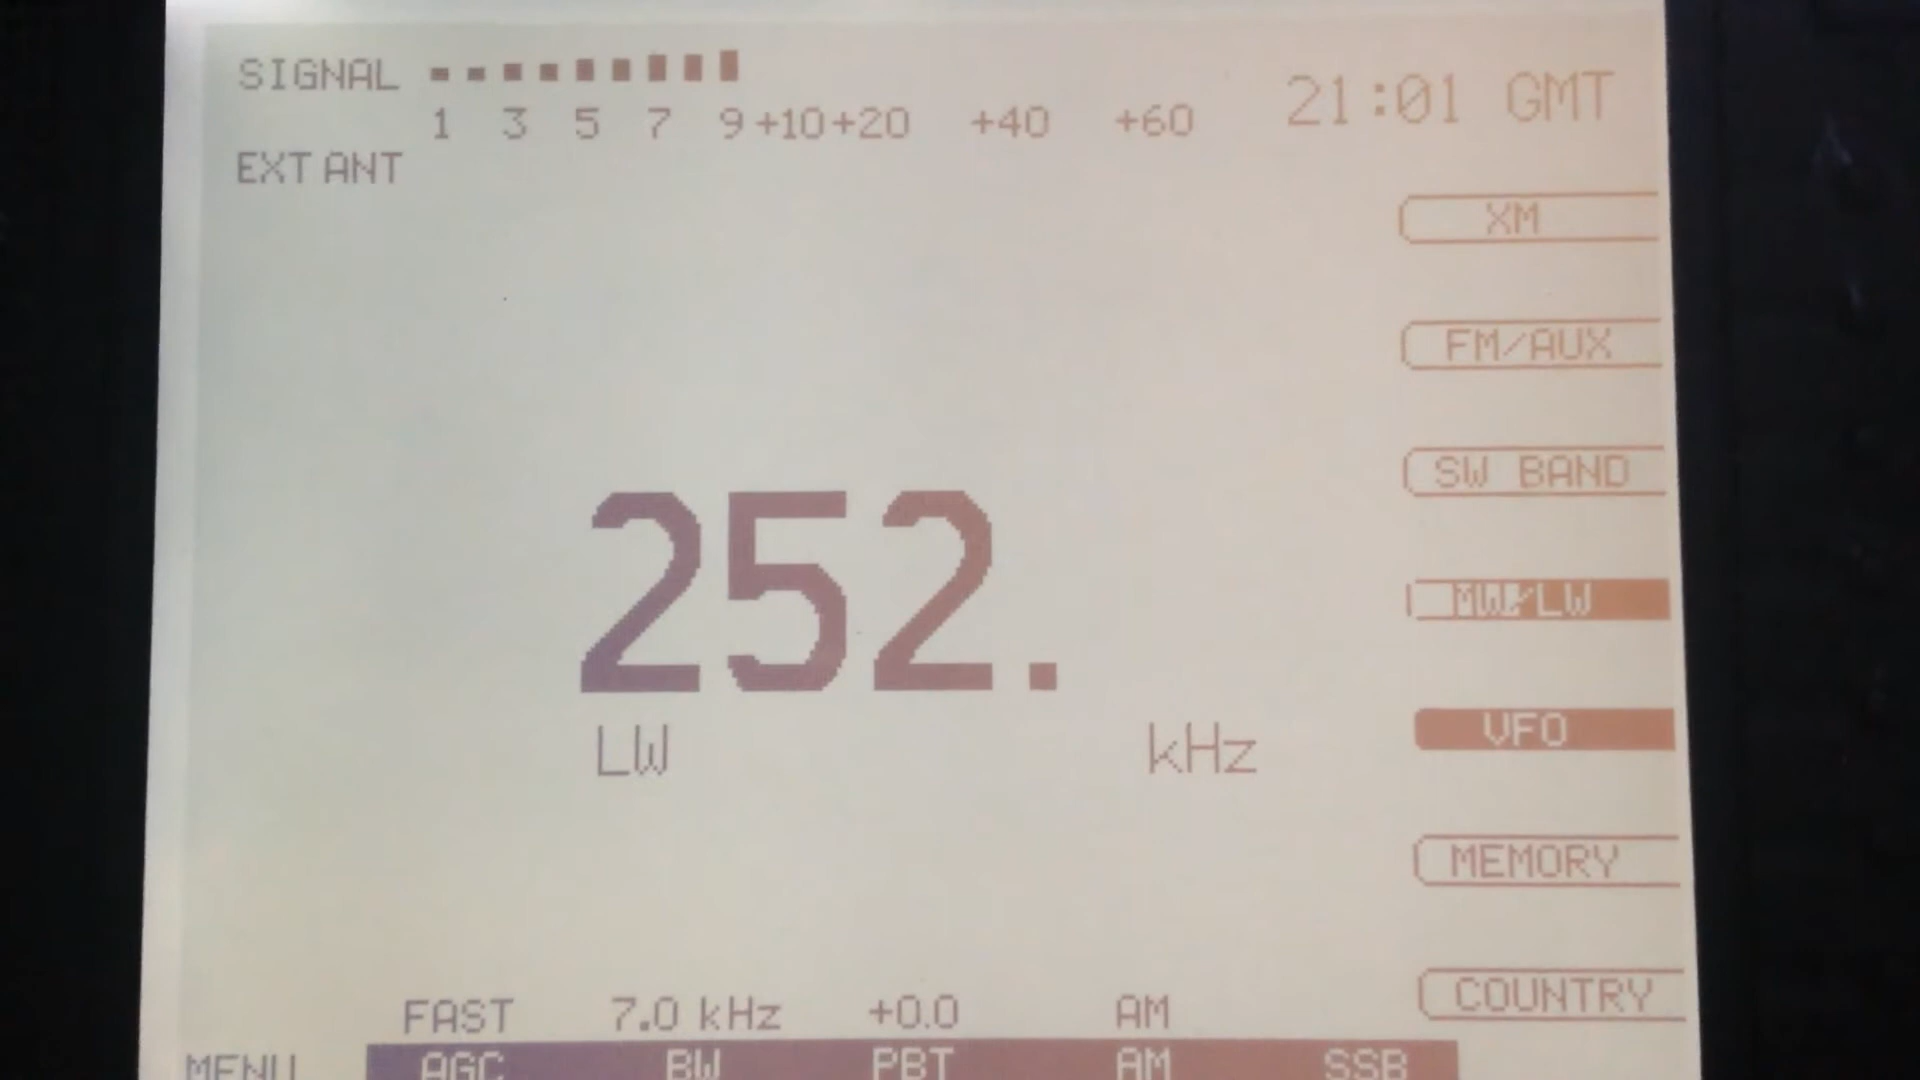 SIGNAL
21:01 GMT
1 3 5 7 9 +10 +20 +40 +60
EXT ANT
XM
FM/AUX
SW BAND
252.
MW/LW
LW kHz
VFO
MEMORY
COUNTRY
FAST 7.0 kHz +0.0 AM
MENU AGC BW PBT AM SSB